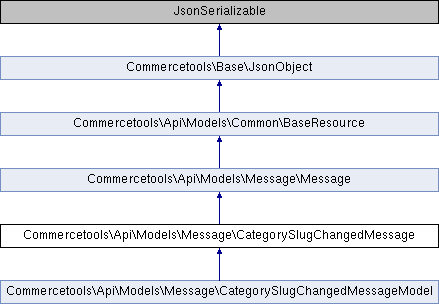 JsonSerializable
Commercetools\Base\JsonObject
Commercetools\Api\Models\Common\BaseResource
Commercetools\Api\Models\Message\Message
Commercetools\Api\Models\Message\CategorySlugChangedMessage
Commercetools\Api\Models\Message\CategorySlugChangedMessageModel